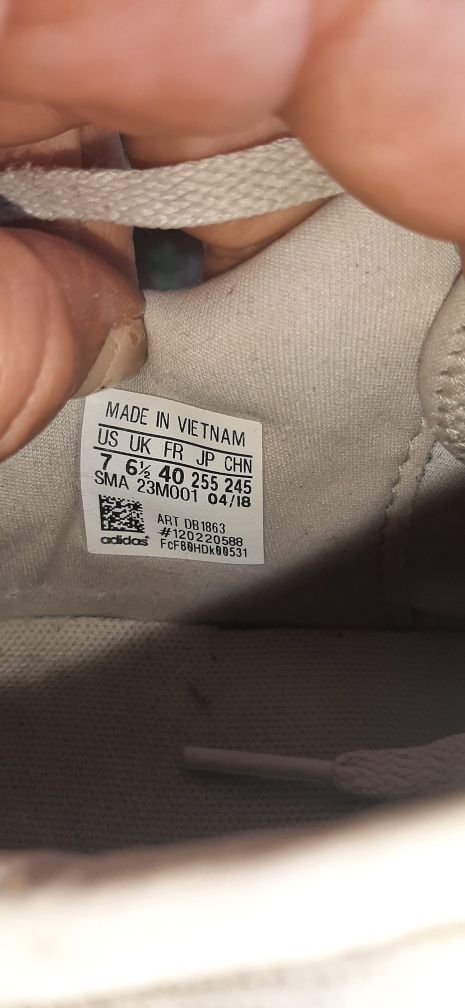 MADE IN VIETNAM
US UK FR JP CHN
7 6½ 40 255 245
SMA 23M001 04/18
ART DB1863
#120220588
adidas FcF80HDk00531